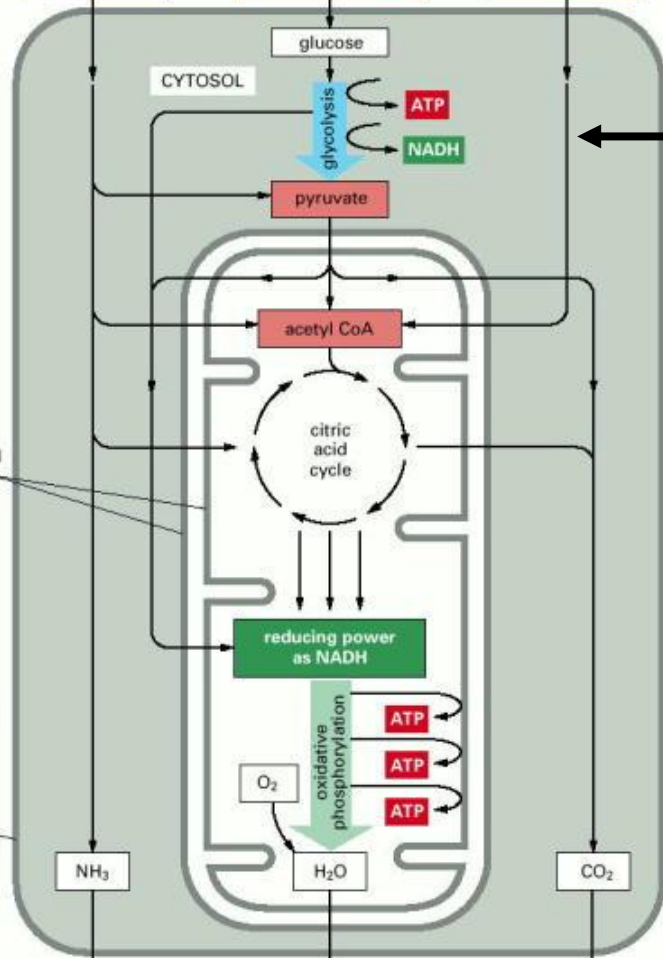 glucose
CYTOSOL
glycolysis
ATP
NADH
pyruvate
acetyl CoA
citric
acid
cycle
reducing power
as NADH
oxidative
phosphorylation
ATP
ATP
ATP
O₂
NH₃
H₂O
CO₂